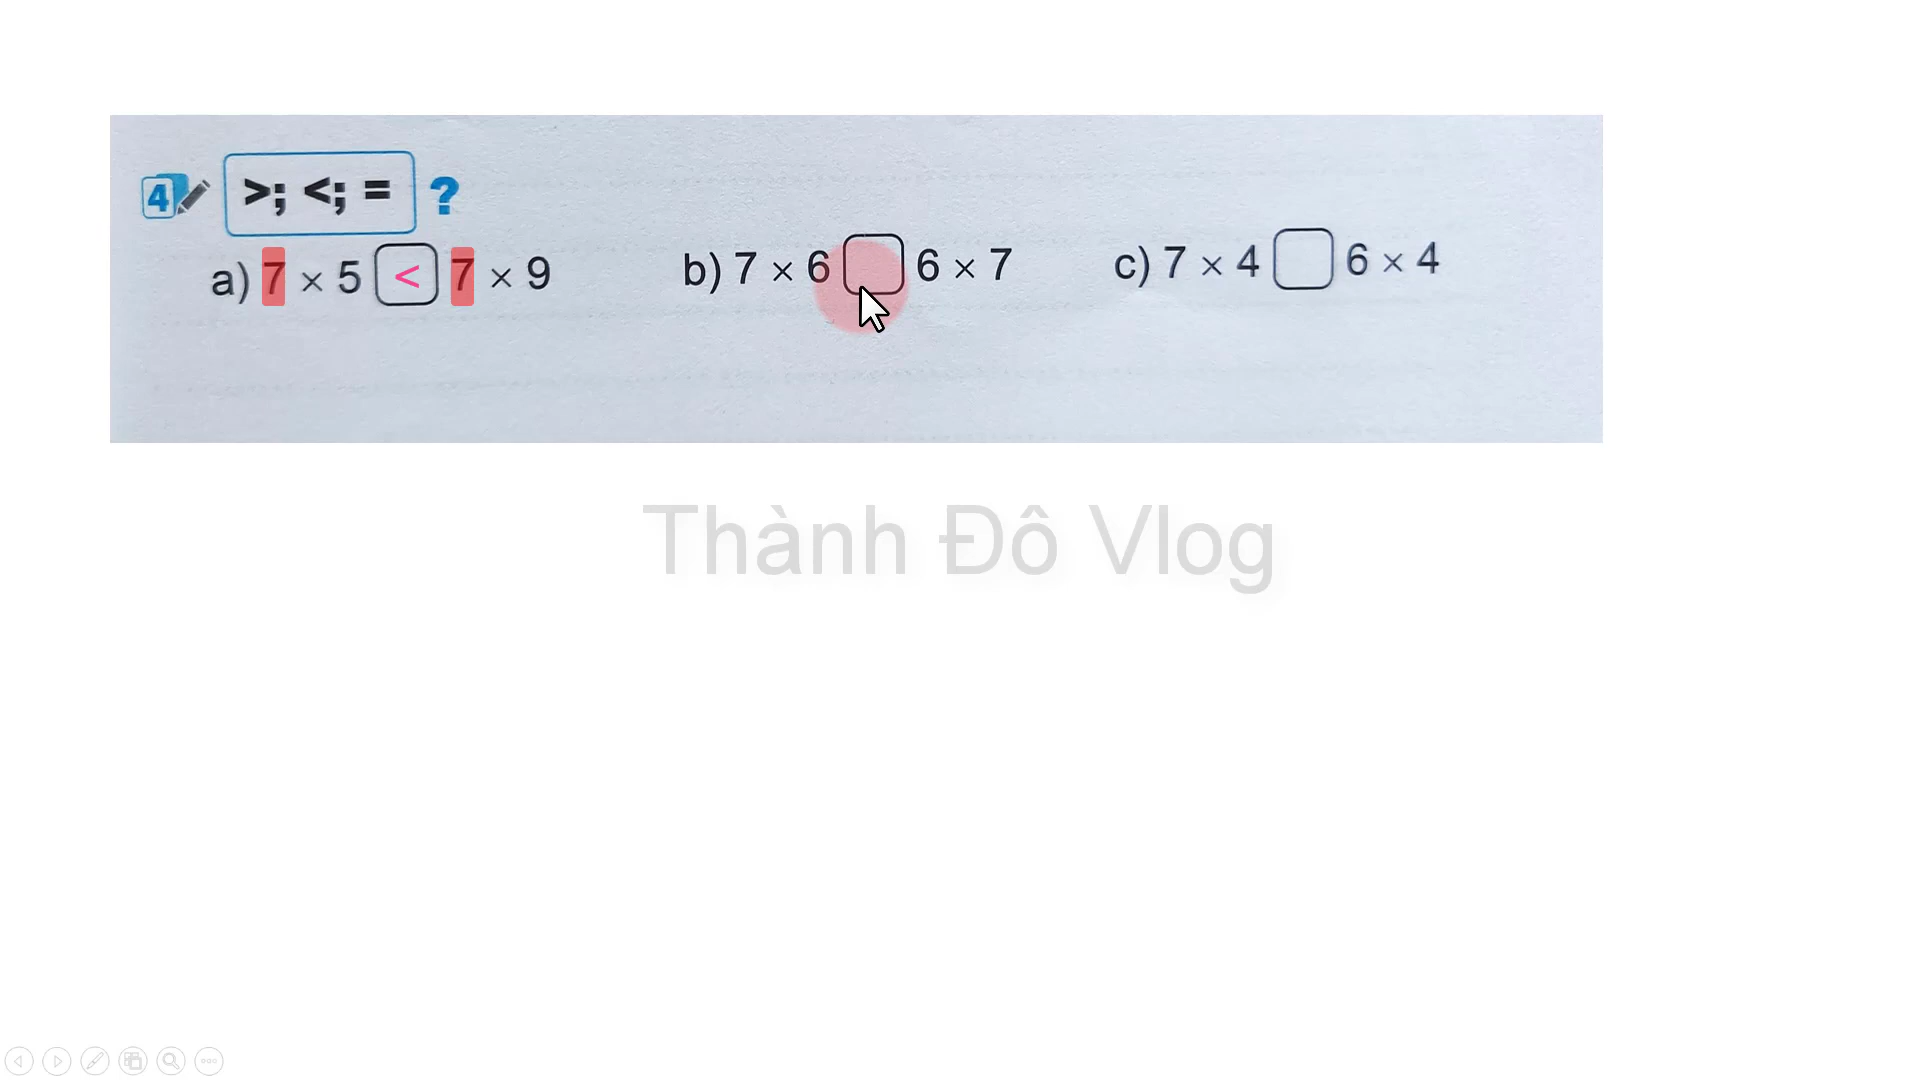 4 >; <; = ?
a) 7 × 5 < 7 × 9 b) 7 × 6 6 × 7 c) 7 × 4 6 × 4
Thành Đô Vlog